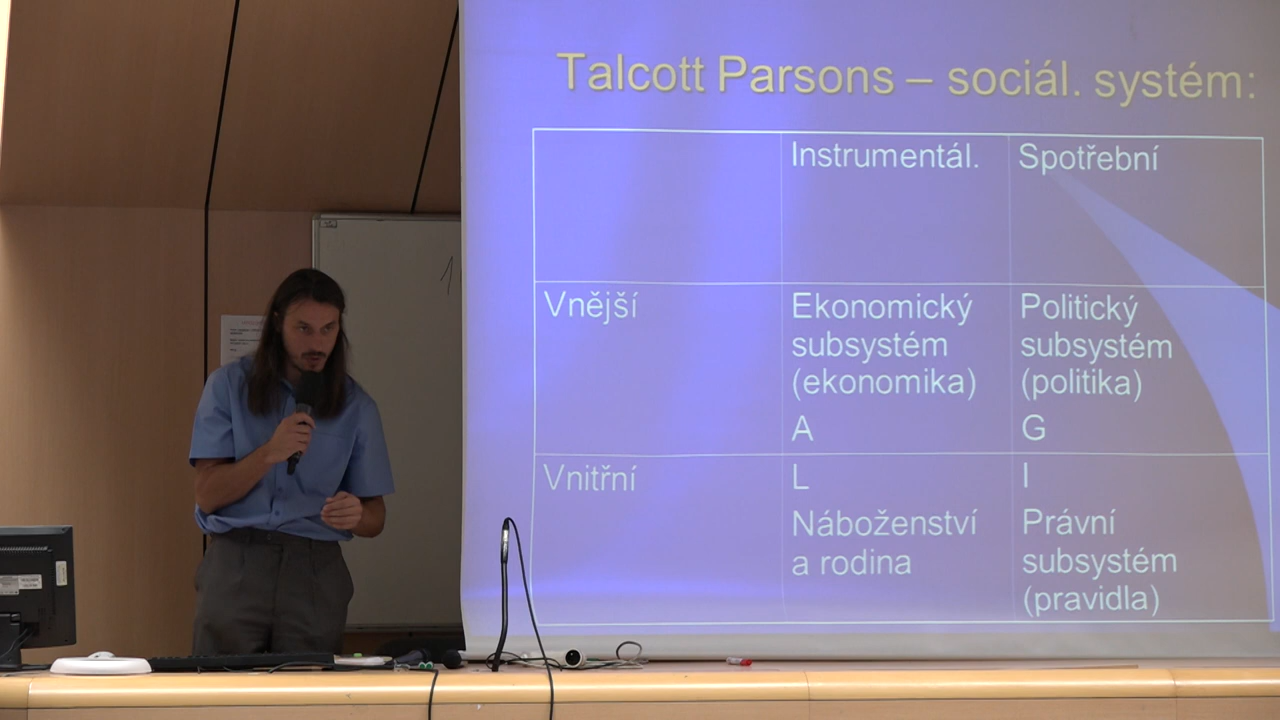 Talcott Parsons – sociál. systém:
Instrumentál.
Spotřební
Vnější
Ekonomický
subsystém
(ekonomika)
A
Politický
subsystém
(politika)
G
Vnitřní
L
Náboženství
a rodina
I
Právní
subsystém
(pravidla)